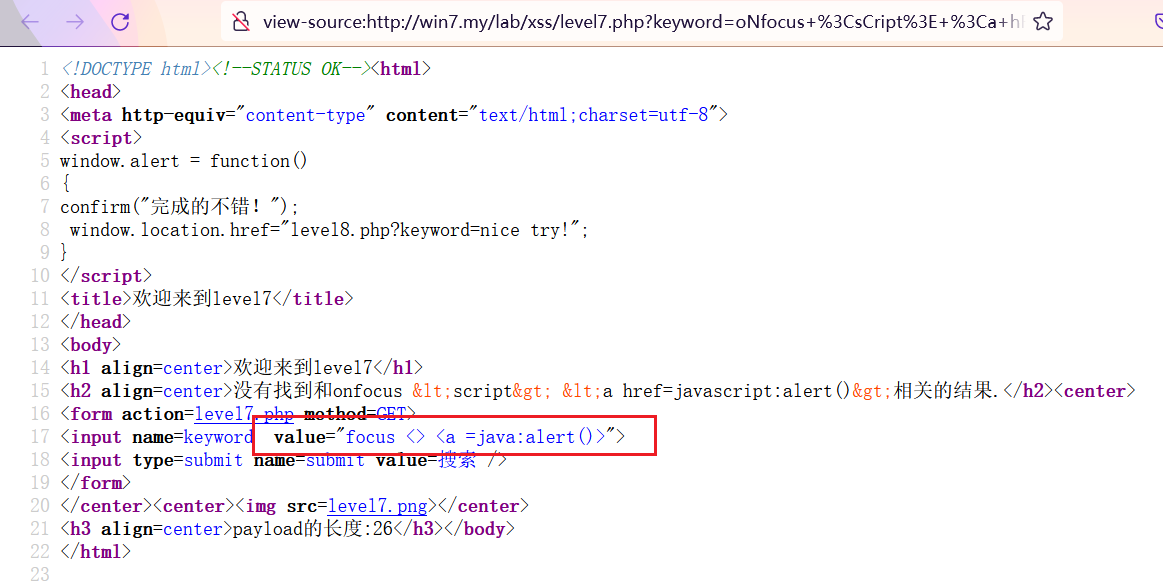 view-source:http://win7.my/lab/xss/level7.php?keyword=oNfocus+%3CsCript%3E+%3Ca+h
1 <!DOCTYPE html><!--STATUS OK--><html>
2 <head>
3 <meta http-equiv="content-type" content="text/html;charset=utf-8">
4 <script>
5 window.alert = function()
6 {
7 confirm("完成的不错！");
8  window.location.href="level8.php?keyword=nice try!";
9 }
10 </script>
11 <title>欢迎来到level7</title>
12 </head>
13 <body>
14 <h1 align=center>欢迎来到level7</h1>
15 <h2 align=center>没有找到和onfocus &lt;script&gt; &lt;a href=javascript:alert()&gt;相关的结果.</h2><center>
16 <form action=level7.php method=GET>
17 <input name=keyword  value="focus <> <a =java:alert()>">
18 <input type=submit name=submit value=搜索 />
19 </form>
20 </center><center><img src=level7.png></center>
21 <h3 align=center>payload的长度:26</h3></body>
22 </html>
23